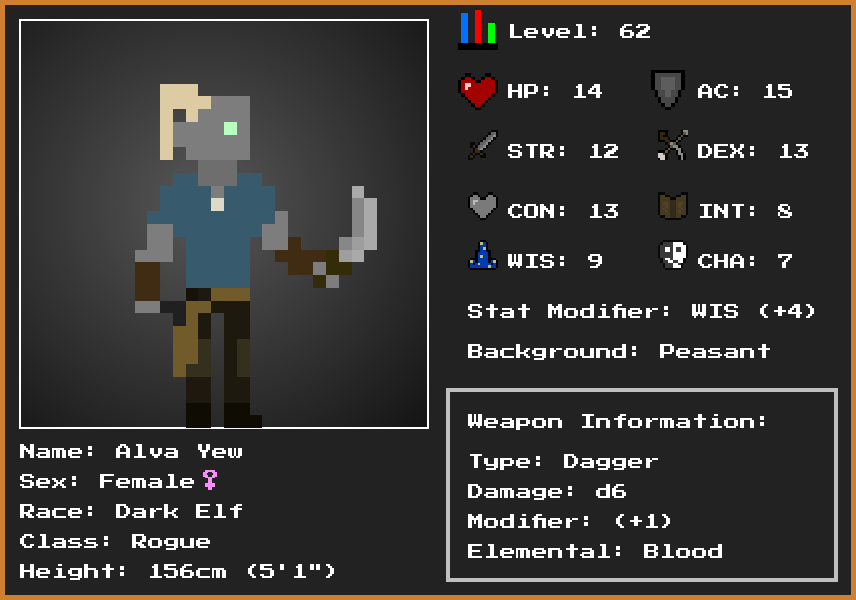 Level: 62
HP: 14 AC: 15
STR: 12 DEX: 13
CON: 13 INT: 8
WIS: 9 CHA: 7
Stat Modifier: WIS (+4)
Background: Peasant
Weapon Information:
Type: Dagger
Damage: d6
Modifier: (+1)
Elemental: Blood
Name: Alva Yew
Sex: Female♀
Race: Dark Elf
Class: Rogue
Height: 156cm (5'1")